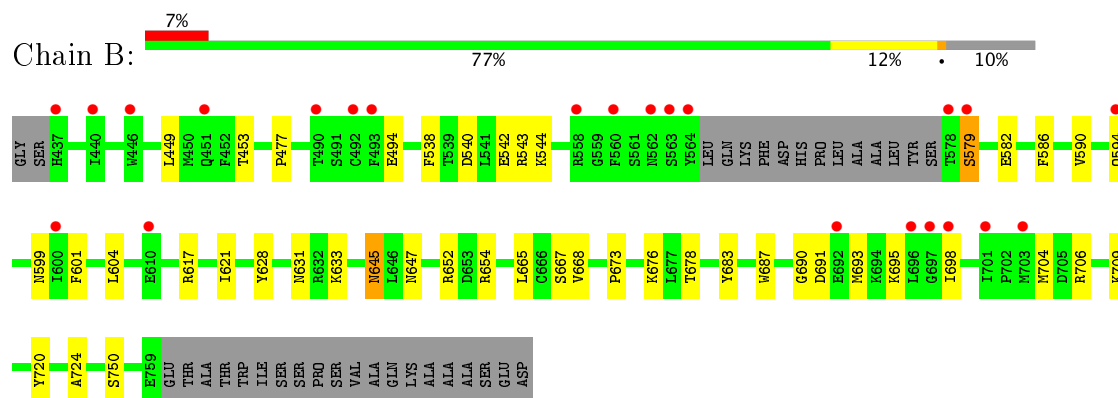 7%
Chain B:
77% 12% • 10%
GLY SER H437 I440 W446 L449 M450 Q451 F452 T453 P477 T490 S491 C492 F493 E494 F538 T539 D540 L541 E542 R543 K544 R558 G559 F560 S561 N562 S563 Y564 LEU GLN LYS PHE ASP HIS PRO LEU ALA ALA LEU TYR SER T578 S579 E582 F586 V590 Q594
N599 I600 F601 L604 E610 R617 I621 Y628 N631 R632 K633 N645 L646 N647 R652 D653 R654 L665 C666 S667 V668 P673 K676 L677 T678 Y683 W687 G690 D691 E692 M693 K694 K695 L696 G697 I698 I701 P702 M703 M704 D705 R706 K709
Y720 A724 S750 E759 GLU THR ALA THR TRP ILE SER SER PRO SER VAL ALA GLN LYS ALA ALA ALA SER GLU ASP